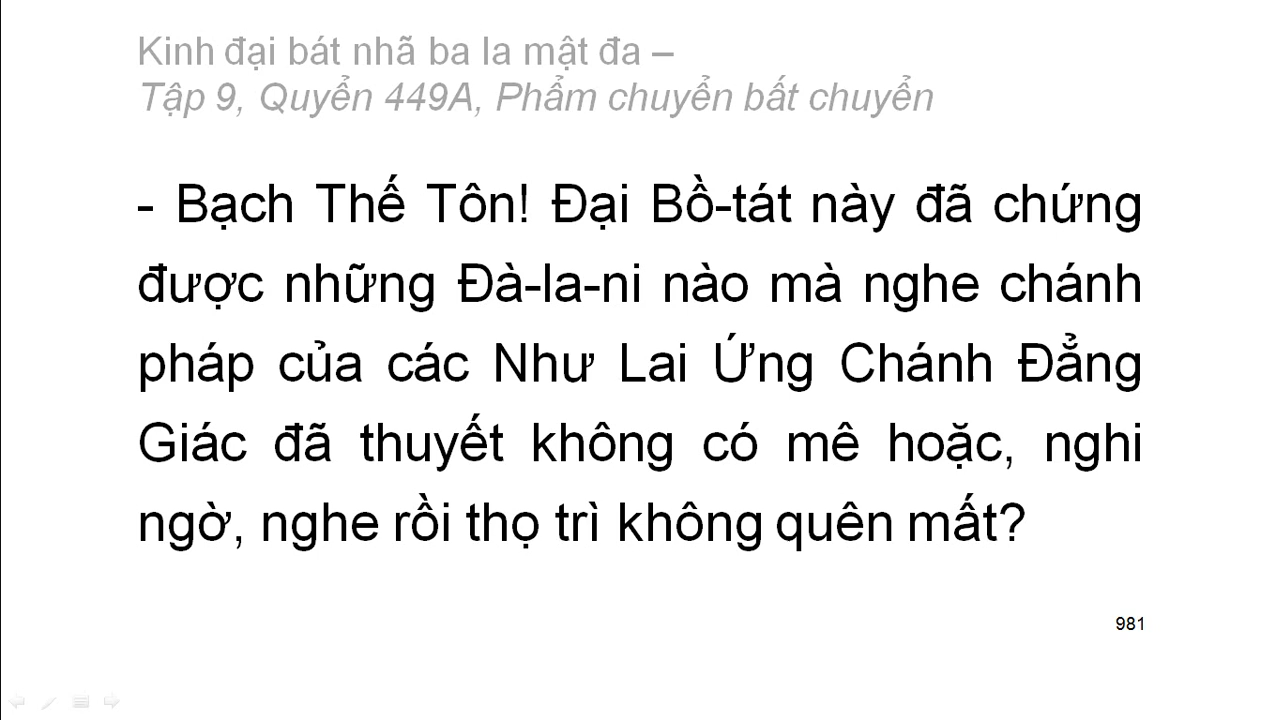 Kinh đại bát nhã ba la mật đa –
Tập 9, Quyển 449A, Phẩm chuyển bất chuyển
- Bạch Thế Tôn! Đại Bồ-tát này đã chứng
được những Đà-la-ni nào mà nghe chánh
pháp của các Như Lai Ứng Chánh Đẳng
Giác đã thuyết không có mê hoặc, nghi
ngờ, nghe rồi thọ trì không quên mất?
981